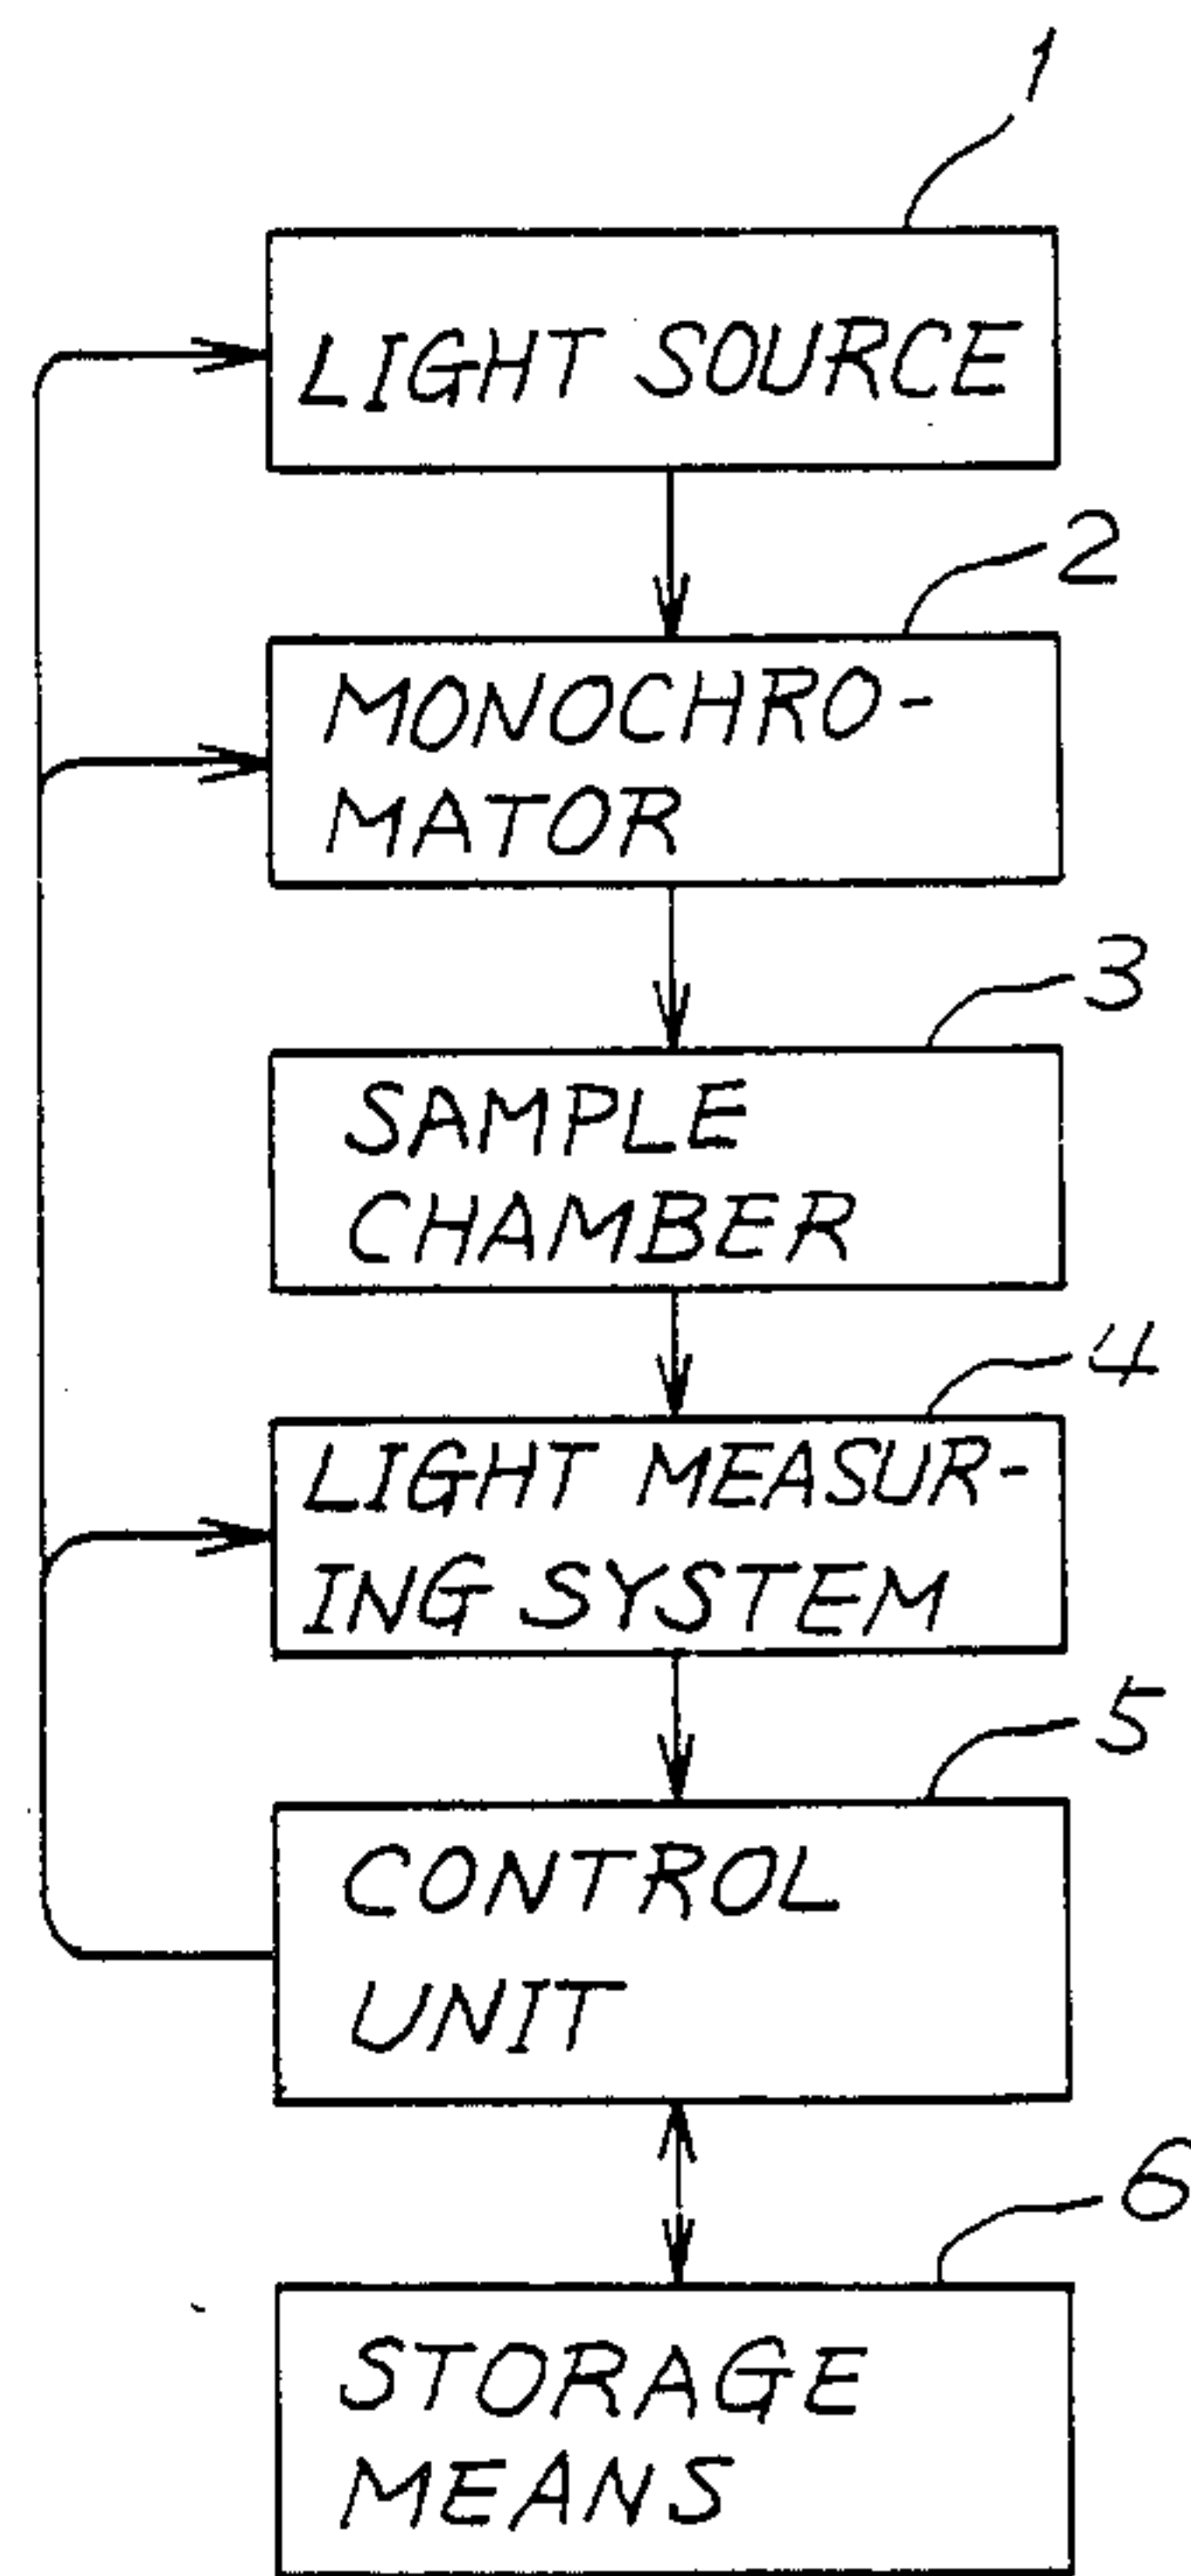 1
LIGHT SOURCE
2
MONOCHRO-
MATOR
3
SAMPLE
CHAMBER
4
LIGHT MEASUR-
ING SYSTEM
5
CONTROL
UNIT
6
STORAGE
MEANS